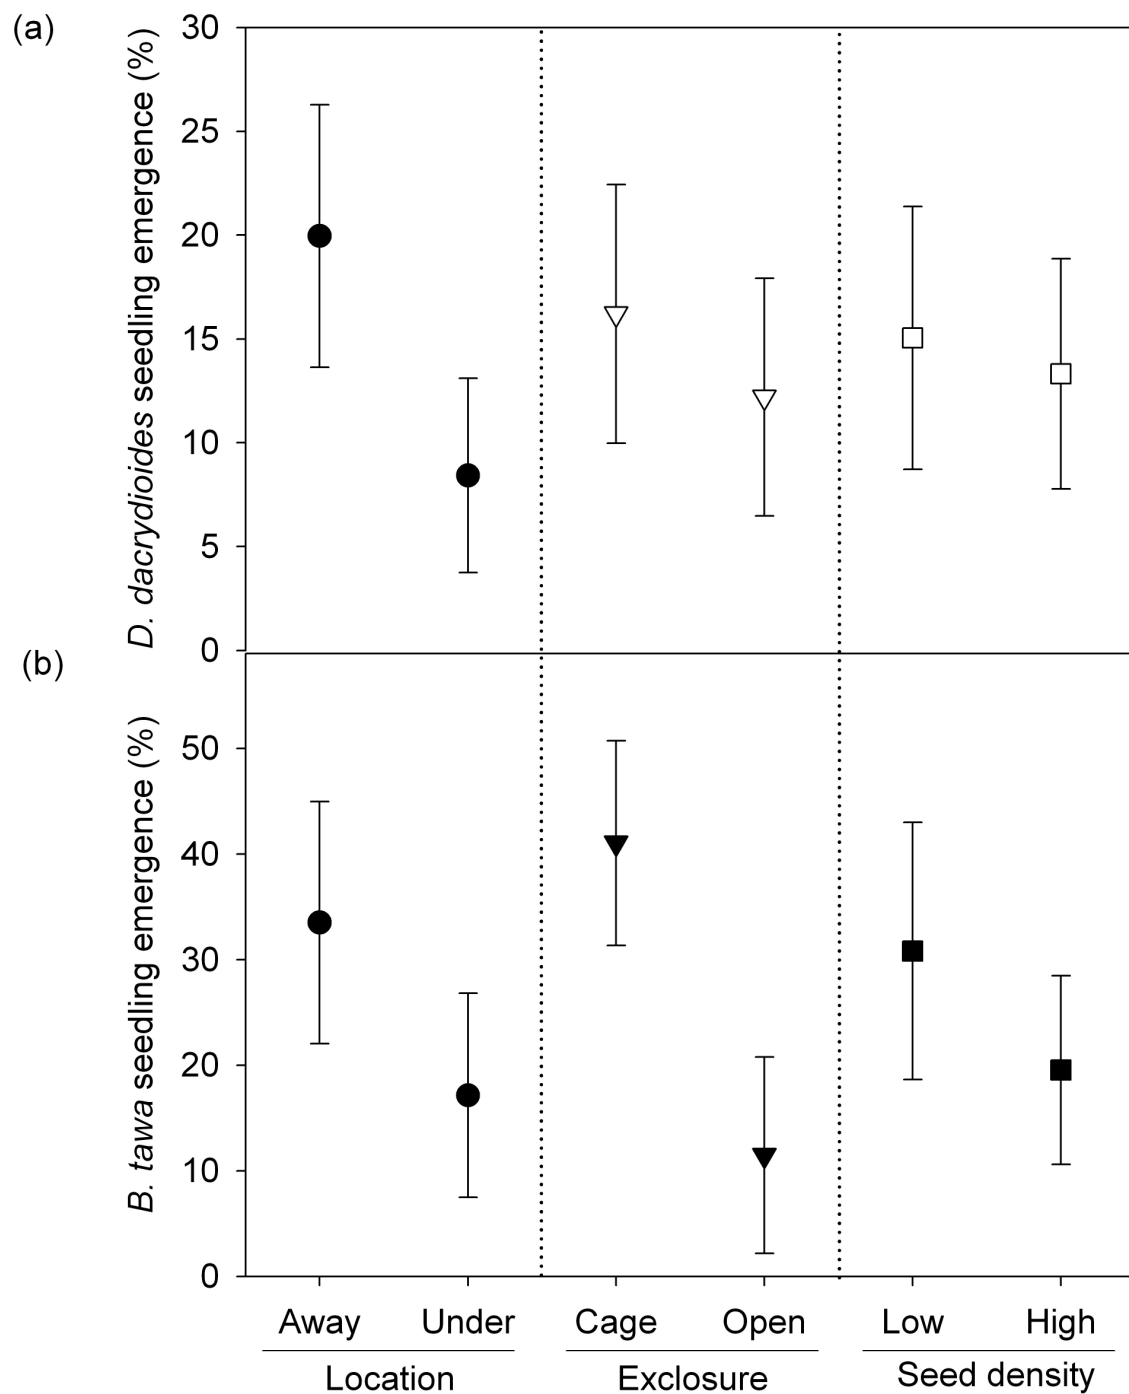 (a)
D. dacrydioides seedling emergence (%)
30
25
20
15
10
5
0
(b)
B. tawa seedling emergence (%)
50
40
30
20
10
0
Away Under Cage Open Low High
Location Exclosure Seed density